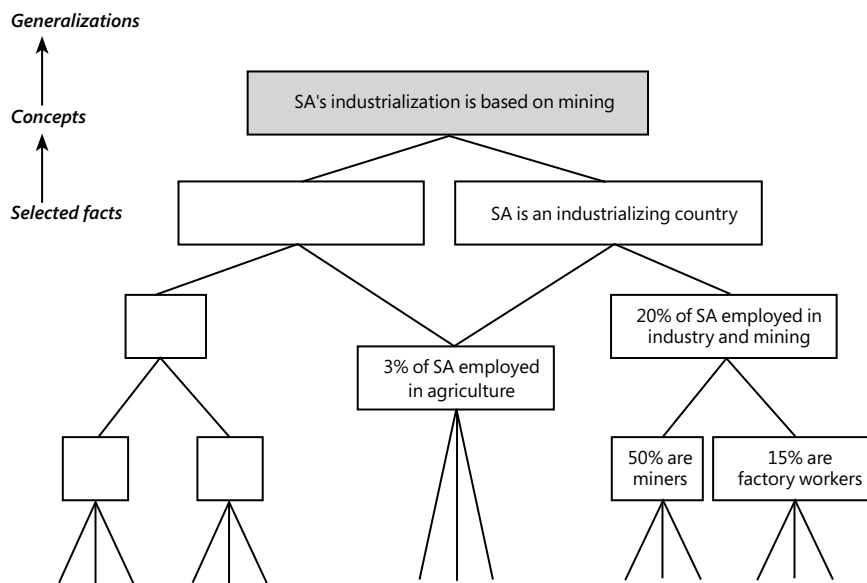 Generalizations
SA's industrialization is based on mining
Concepts
Selected facts
SA is an industrializing country
20% of SA employed in
industry and mining
3% of SA employed
in agriculture
50% are
miners
15% are
factory workers